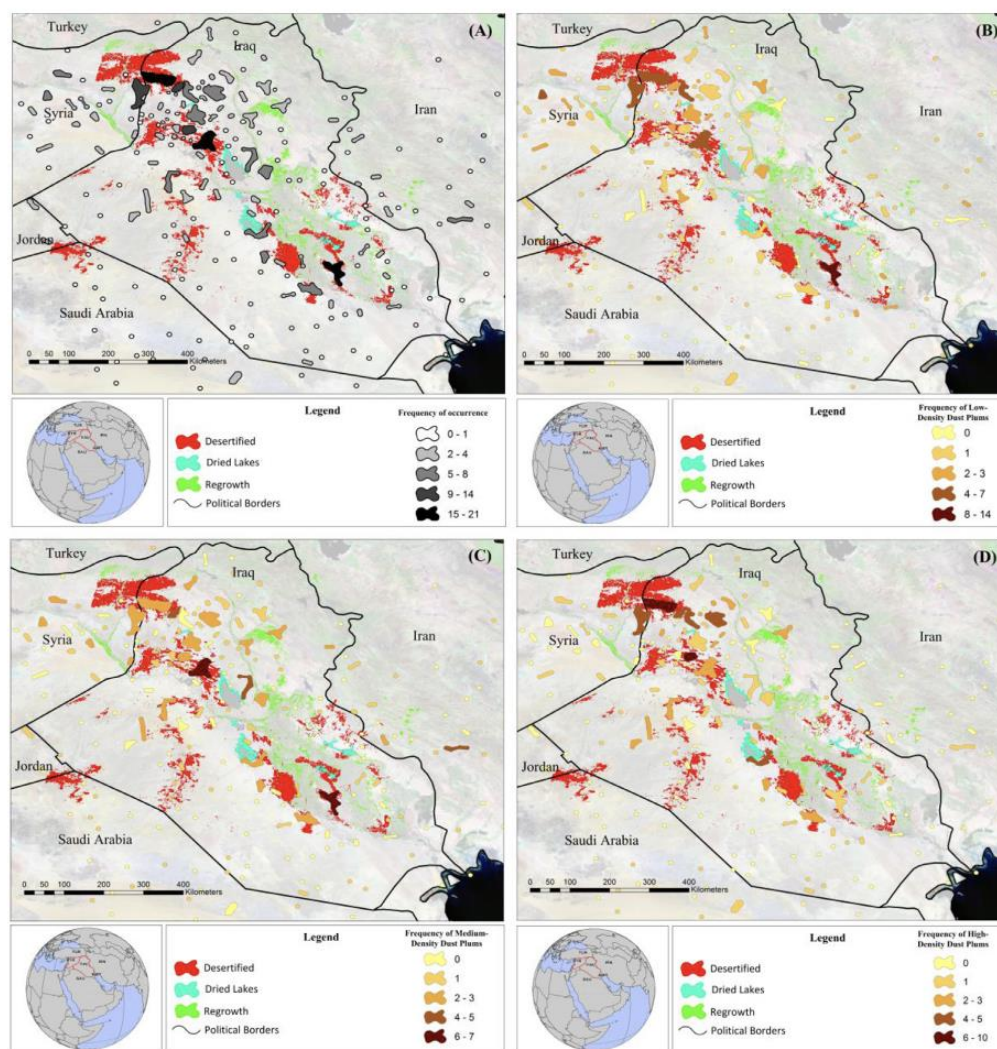 Turkey
Iraq
(A)
Syria
Iran
Jordan
Saudi Arabia
0 50 100 200 300 400
Kilometers
Legend
Desertified
Dried Lakes
Regrowth
Political Borders
Frequency of occurrence
0 - 1
2 - 4
5 - 8
9 - 14
15 - 21
Turkey
Iraq
(B)
Syria
Iran
Jordan
Saudi Arabia
0 50 100 200 300 400
Kilometers
Legend
Desertified
Dried Lakes
Regrowth
Political Borders
Frequency of Low-
Density Dust Plums
0
1
2 - 3
4 - 7
8 - 14
Turkey
Iraq
(C)
Syria
Iran
Jordan
Saudi Arabia
0 50 100 200 300 400
Kilometers
Legend
Desertified
Dried Lakes
Regrowth
Political Borders
Frequency of Medium-
Density Dust Plums
0
1
2 - 3
4 - 5
6 - 7
Turkey
Iraq
(D)
Syria
Iran
Jordan
Saudi Arabia
0 50 100 200 300 400
Kilometers
Legend
Desertified
Dried Lakes
Regrowth
Political Borders
Frequency of High-
Density Dust Plums
0
1
2 - 3
4 - 5
6 - 10